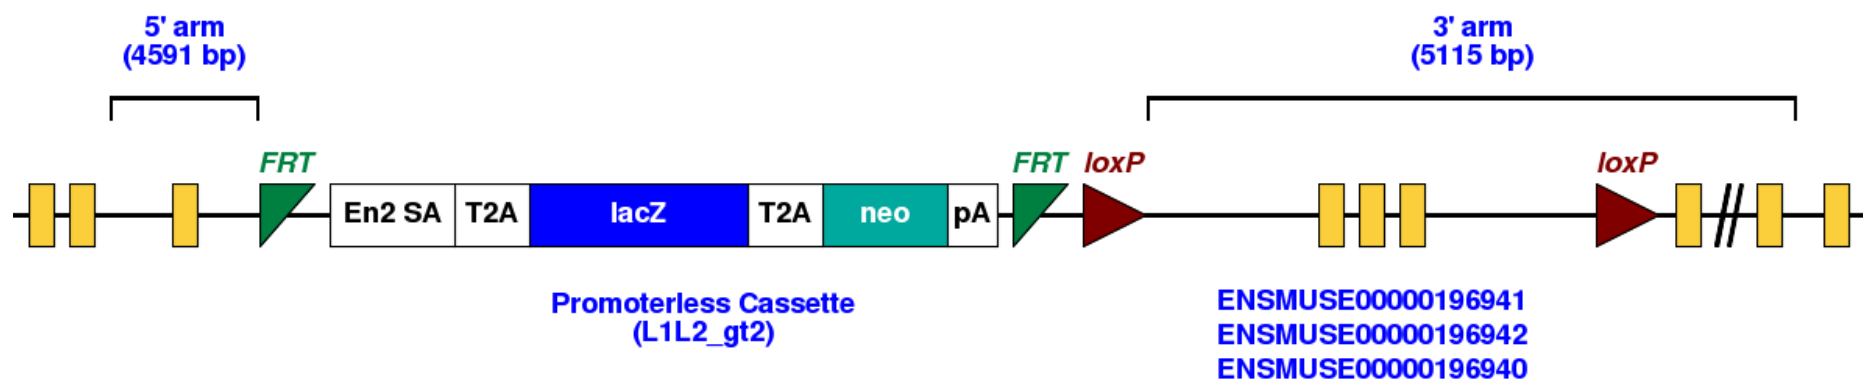 5' arm
(4591 bp)
3' arm
(5115 bp)
FRT
FRT
loxP
loxP
En2 SA
T2A
lacZ
T2A
neo
pA
Promoterless Cassette
(L1L2_gt2)
ENSMUSE00000196941
ENSMUSE00000196942
ENSMUSE00000196940